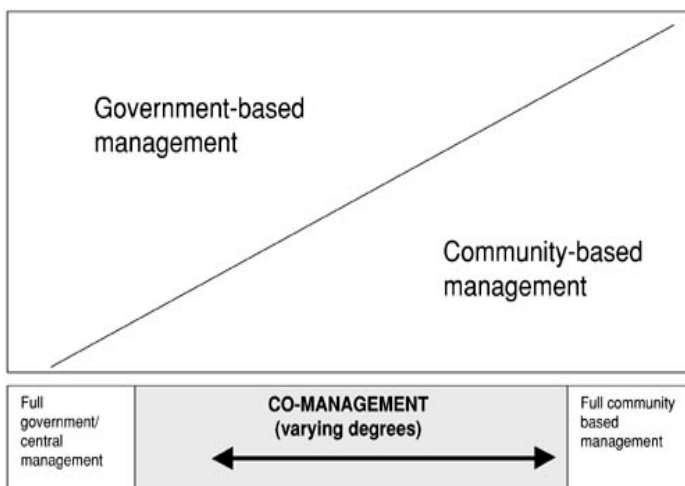 Government-based
management
Community-based
management
Full
government/
central
management
CO-MANAGEMENT
(varying degrees)
Full community
based
management